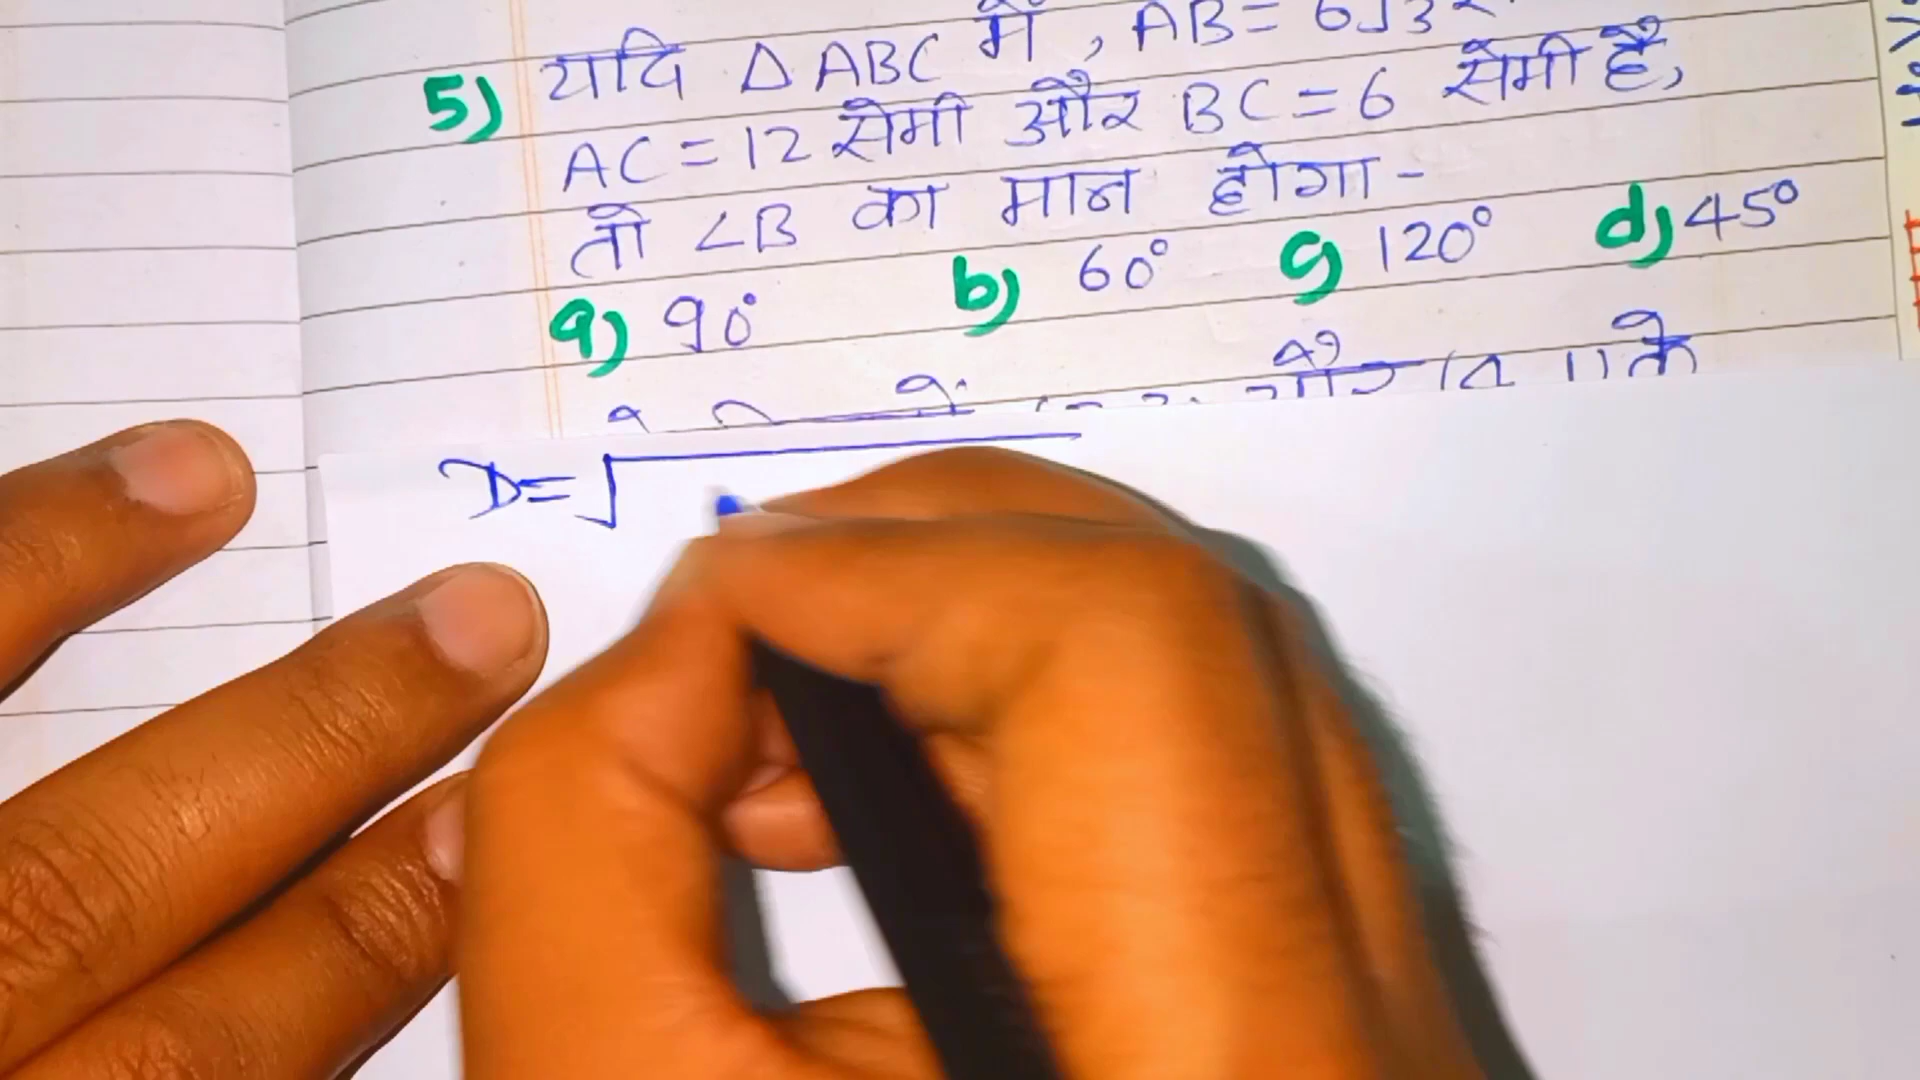 5) यदि △ABC में, AB = 6√3
AC = 12 सेमी और BC = 6 सेमी है,
तो ∠B का मान होगा -
a) 90° b) 60° c) 120° d) 45°
D = √